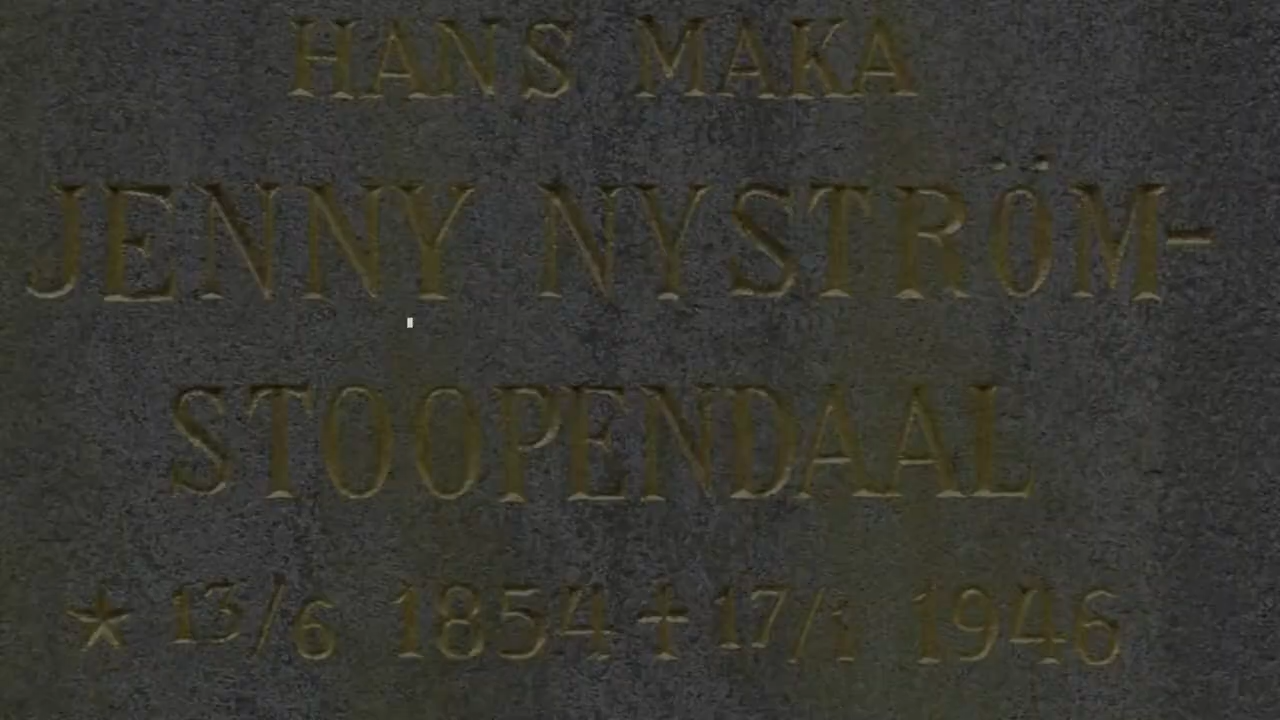 HANS MAKA
JENNY NYSTRÖM-
STOOPENDAAL
★ 13/6 1854 ✝ 17/1 1946